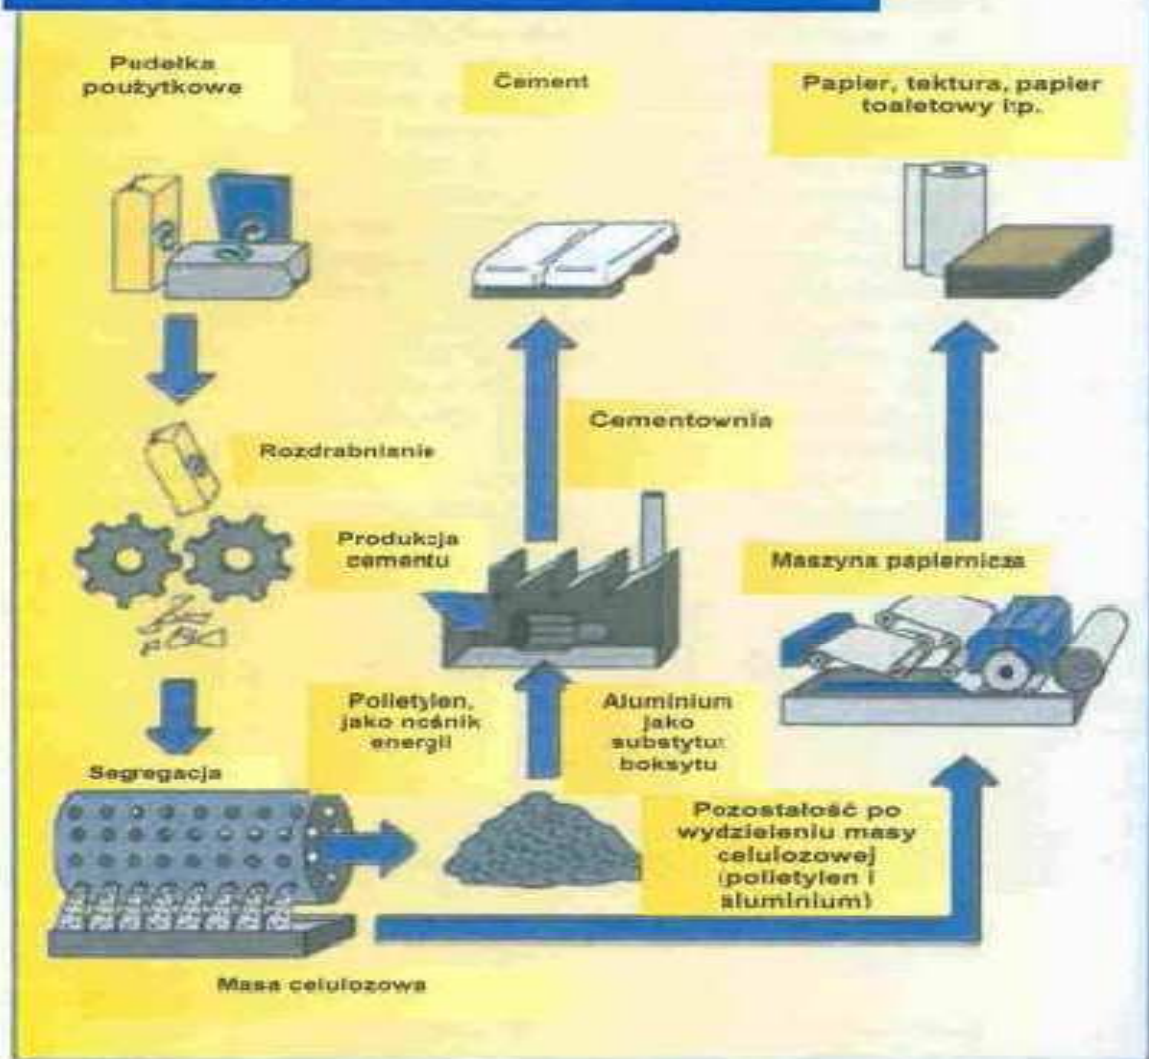 Pudełka
poużytkowe
Cement
Papier, tektura, papier
toaletowy itp.
Rozdrabnianie
Cementownia
Produkcja
cementu
Maszyna papiernicza
Polietylen,
jako nośnik
energii
Aluminium
jako
substytut
boksytu
Segregacja
Pozostałość po
wydzieleniu masy
celulozowej
(polietylen i
aluminium)
Masa celulozowa